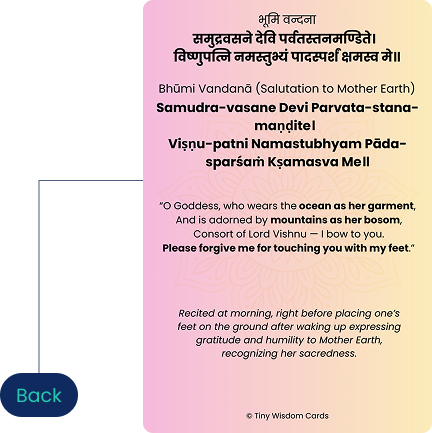 भूमि वन्दना
समुद्रवसने देवि पर्वतस्तनमण्डिते।
विष्णुपत्नि नमस्तुभ्यं पादस्पर्शं क्षमस्व मे॥
Bhūmi Vandanā (Salutation to Mother Earth)
Samudra-vasane Devi Parvata-stana-
maṇḍite|
Viṣṇu-patni Namastubhyam Pāda-
sparśaṁ Kṣamasva Me||
“O Goddess, who wears the ocean as her garment,
And is adorned by mountains as her bosom,
Consort of Lord Vishnu — I bow to you.
Please forgive me for touching you with my feet.”
Recited at morning, right before placing one’s
feet on the ground after waking up expressing
gratitude and humility to Mother Earth,
recognizing her sacredness.
Back
© Tiny Wisdom Cards